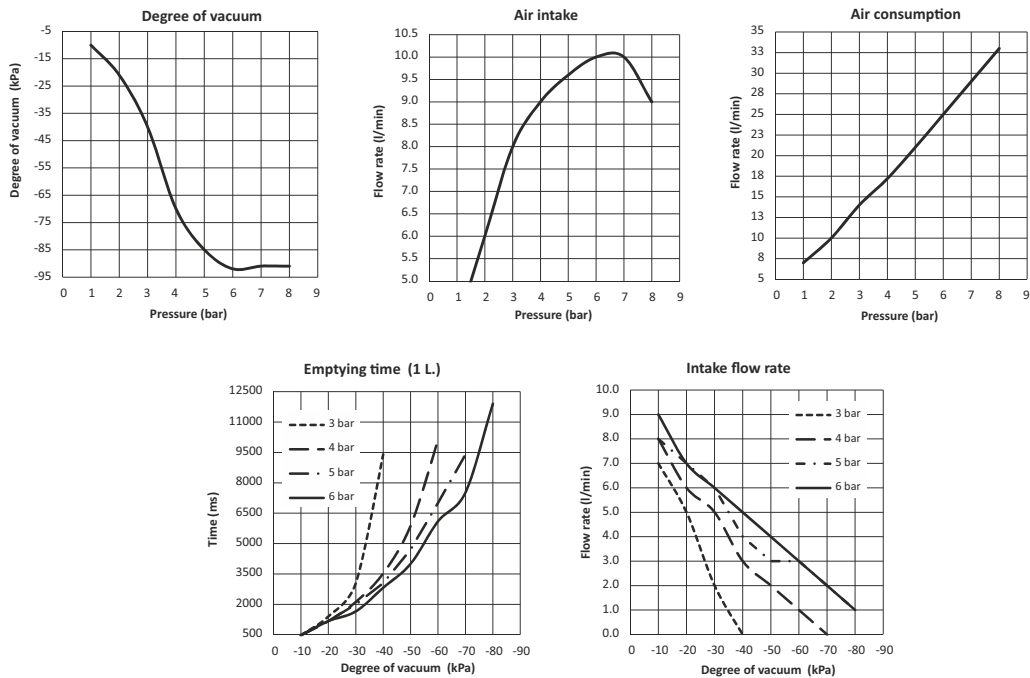 Degree of vacuum
Degree of vacuum (kPa)
-5
-15
-25
-35
-45
-55
-65
-75
-85
-95
0 1 2 3 4 5 6 7 8 9
Pressure (bar)
Air intake
Flow rate (l/min)
10.5
10.0
9.5
9.0
8.5
8.0
7.5
7.0
6.5
6.0
5.5
5.0
0 1 2 3 4 5 6 7 8 9
Pressure (bar)
Air consumption
Flow rate (l/min)
35
33
30
28
25
23
20
18
15
13
10
8
5
0 1 2 3 4 5 6 7 8 9
Pressure (bar)
Emptying time (1 L.)
Time (ms)
12500
11000
9500
8000
6500
5000
3500
2000
500
3 bar
4 bar
5 bar
6 bar
0 -10 -20 -30 -40 -50 -60 -70 -80 -90
Degree of vacuum (kPa)
Intake flow rate
Flow rate (l/min)
10.0
9.0
8.0
7.0
6.0
5.0
4.0
3.0
2.0
1.0
0.0
3 bar
4 bar
5 bar
6 bar
0 -10 -20 -30 -40 -50 -60 -70 -80 -90
Degree of vacuum (kPa)